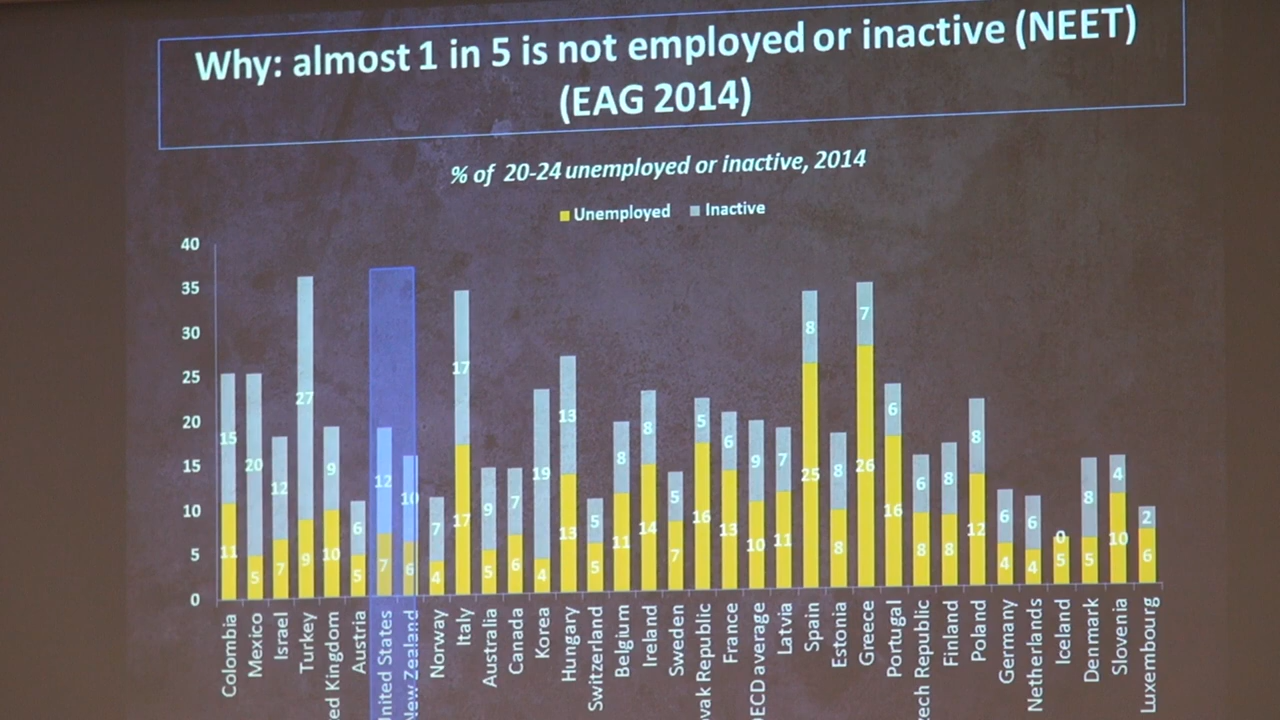 Why: almost 1 in 5 is not employed or inactive (NEET)
(EAG 2014)
% of 20-24 unemployed or inactive, 2014
Unemployed Inactive
40
35
30
25
20
15
10
5
0
15 20 12 27 9 6 12 10 7 17 9 7 19 13 5 8 8 5 5 6 9 7 8 8 7 6 6 8 8 6 6 0 8 4 2
11 5 7 9 10 5 7 6 4 17 5 6 4 13 5 11 14 7 16 13 10 11 25 8 26 16 8 8 12 4 4 5 5 10 6
Colombia
Mexico
Israel
Turkey
ed Kingdom
Austria
United States
New Zealand
Norway
Italy
Australia
Canada
Korea
Hungary
Switzerland
Belgium
Ireland
Sweden
vak Republic
France
OECD average
Latvia
Spain
Estonia
Greece
Portugal
ech Republic
Finland
Poland
Germany
Netherlands
Iceland
Denmark
Slovenia
Luxembourg